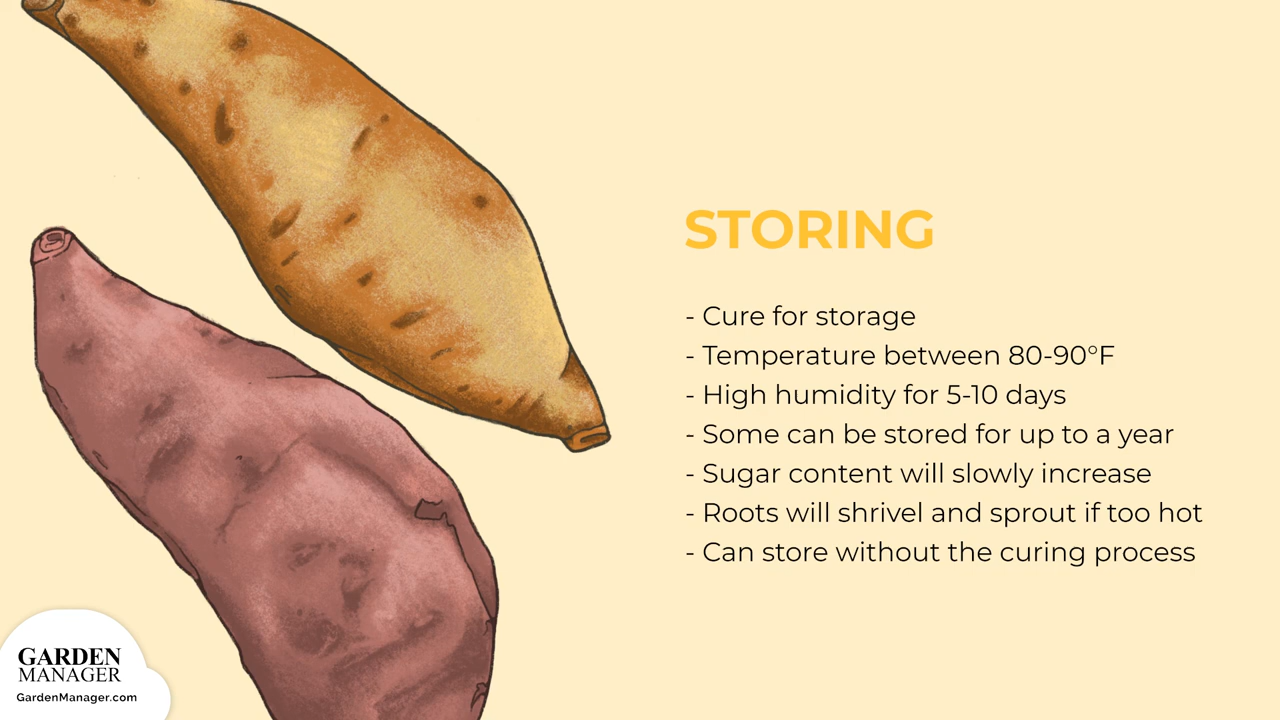 STORING
- Cure for storage
- Temperature between 80-90°F
- High humidity for 5-10 days
- Some can be stored for up to a year
- Sugar content will slowly increase
- Roots will shrivel and sprout if too hot
- Can store without the curing process
GARDEN
MANAGER
GardenManager.com